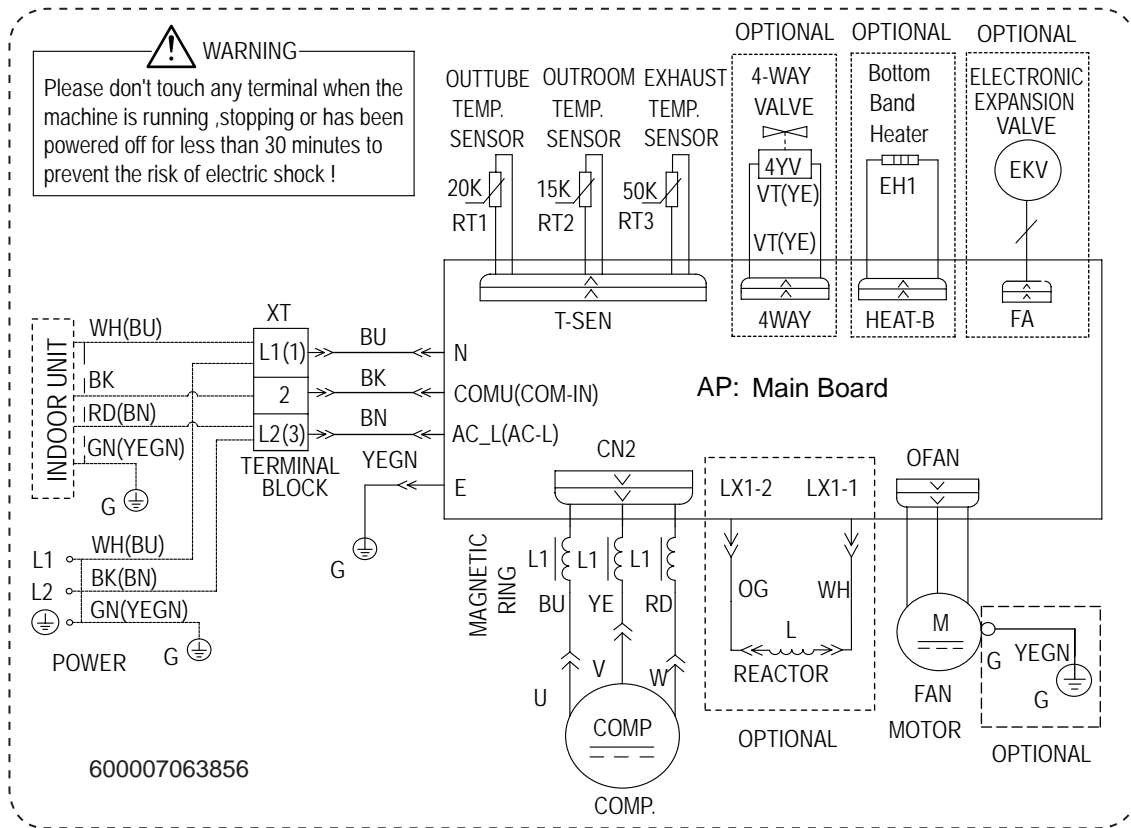 WARNING
Please don't touch any terminal when the
machine is running ,stopping or has been
powered off for less than 30 minutes to
prevent the risk of electric shock !
OUTTUBE
TEMP.
SENSOR
OUTROOM
TEMP.
SENSOR
EXHAUST
TEMP.
SENSOR
20K
RT1
15K
RT2
50K
RT3
T-SEN
OPTIONAL
4-WAY
VALVE
4YV
VT(YE)
VT(YE)
4WAY
OPTIONAL
Bottom
Band
Heater
EH1
HEAT-B
OPTIONAL
ELECTRONIC
EXPANSION
VALVE
EKV
FA
INDOOR UNIT
WH(BU)
BK
RD(BN)
GN(YEGN)
G
XT
L1(1)
2
L2(3)
TERMINAL
BLOCK
BU
BK
BN
YEGN
G
N
COMU(COM-IN)
AC_L(AC-L)
E
AP: Main Board
L1
L2
WH(BU)
BK(BN)
GN(YEGN)
POWER
G
CN2
MAGNETIC
RING
L1
L1
L1
BU
YE
RD
U
V
W
COMP
COMP.
LX1-2
LX1-1
OG
WH
L
REACTOR
OPTIONAL
OFAN
M
FAN
MOTOR
G
YEGN
G
OPTIONAL
600007063856